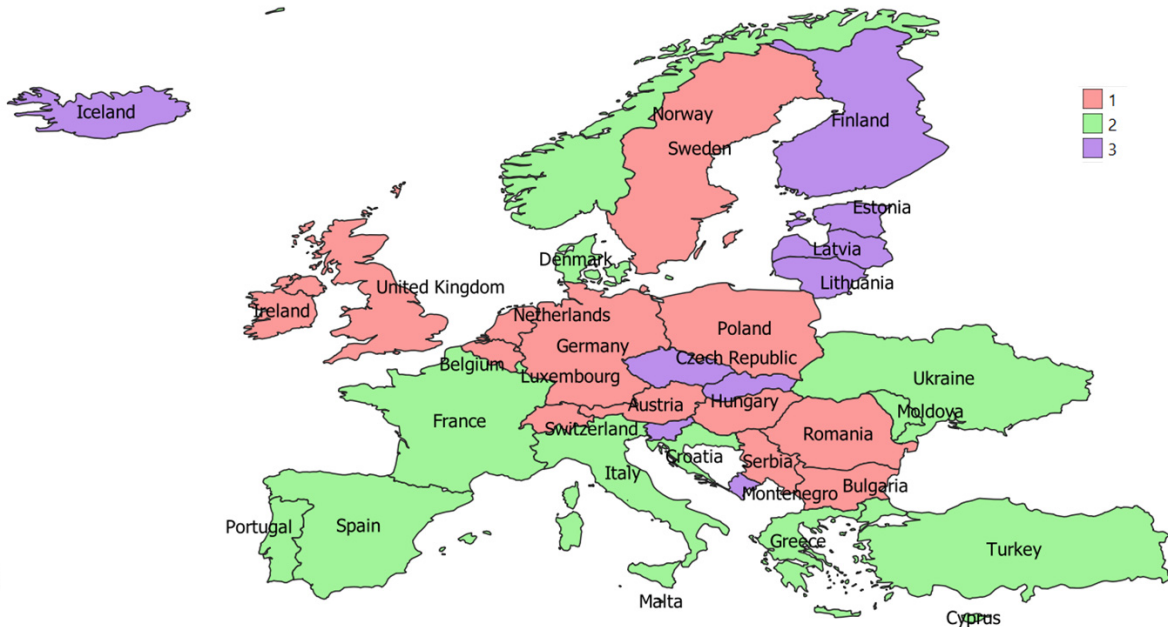 Iceland
1
2
3
Norway
Finland
Sweden
Estonia
Latvia
Denmark
Lithuania
United Kingdom
Ireland
Netherlands
Poland
Germany
Czech Republic
Belgium
Luxembourg
Ukraine
Austria
Hungary
Moldova
France
Switzerland
Romania
Croatia
Serbia
Italy
Bulgaria
Montenegro
Portugal
Spain
Greece
Turkey
Malta
Cyprus